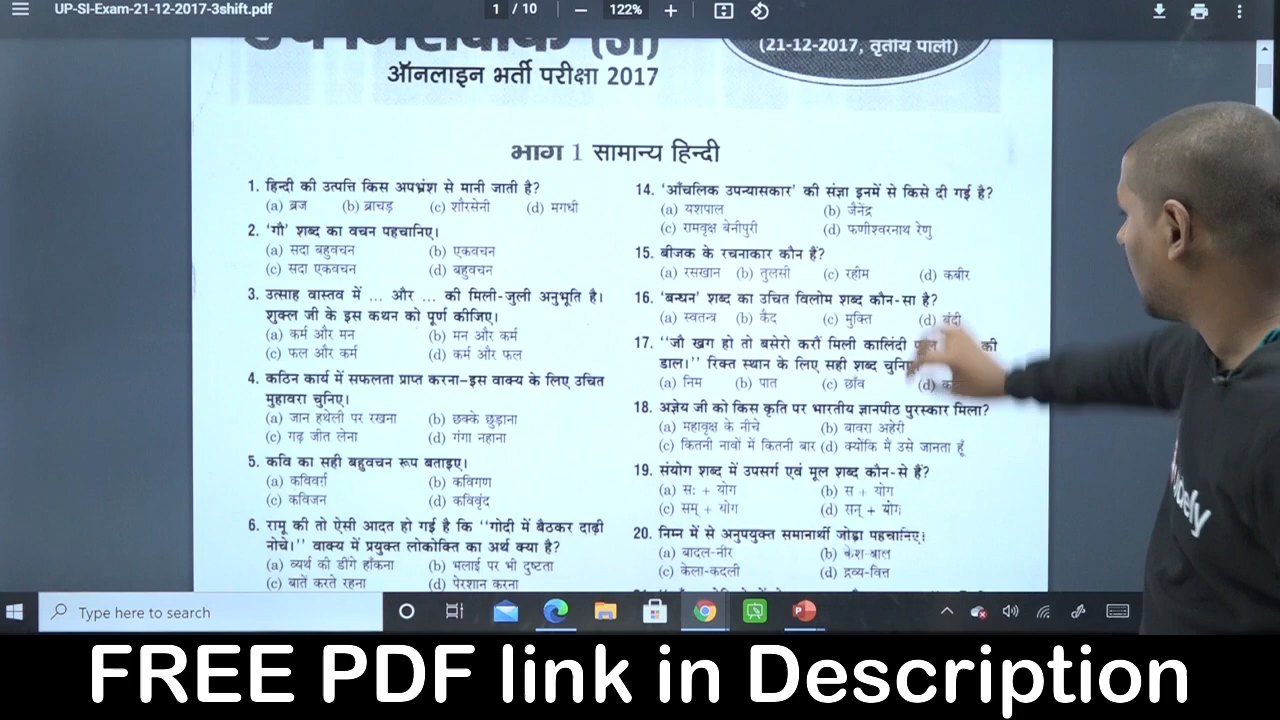 UP-SI-Exam-21-12-2017-3shift.pdf
1 / 10
122%
(21-12-2017, तृतीय पाली)
ऑनलाइन भर्ती परीक्षा 2017
भाग 1 सामान्य हिन्दी
1. हिन्दी की उत्पत्ति किस अपभ्रंश से मानी जाती है?
(a) ब्रज (b) ब्राचड़ (c) शौरसेनी (d) मगधी
2. ‘गौ’ शब्द का वचन पहचानिए।
(a) सदा बहुवचन (b) एकवचन
(c) सदा एकवचन (d) बहुवचन
3. उत्साह वास्तव में ... और ... की मिली-जुली अनुभूति है।
शुक्ल जी के इस कथन को पूर्ण कीजिए।
(a) कर्म और मन (b) मन और कर्म
(c) फल और कर्म (d) कर्म और फल
4. कठिन कार्य में सफलता प्राप्त करना–इस वाक्य के लिए उचित
मुहावरा चुनिए।
(a) जान हथेली पर रखना (b) छक्के छुड़ाना
(c) गढ़ जीत लेना (d) गंगा नहाना
5. कवि का सही बहुवचन रूप बताइए।
(a) कविवर्ग (b) कविगण
(c) कविजन (d) कविवृंद
6. रामू की तो ऐसी आदत हो गई है कि ‘‘गोदी में बैठकर दाढ़ी
नोचे।’’ वाक्य में प्रयुक्त लोकोक्ति का अर्थ क्या है?
(a) व्यर्थ की डींगे हाँकना (b) भलाई पर भी दुष्टता
(c) बातें करते रहना (d) परेशान करना
14. ‘आँचलिक उपन्यासकार’ की संज्ञा इनमें से किसे दी गई है?
(a) यशपाल (b) जैनेंद्र
(c) रामवृक्ष बेनीपुरी (d) फणीश्वरनाथ रेणु
15. बीजक के रचनाकार कौन हैं?
(a) रसखान (b) तुलसी (c) रहीम (d) कबीर
16. ‘बन्धन’ शब्द का उचित विलोम शब्द कौन-सा है?
(a) स्वतन्त्र (b) कैद (c) मुक्ति (d) बंदी
17. ‘‘जौ खग हो तो बसेरो करौं मिली कालिंदी की
डाल।’’ रिक्त स्थान के लिए सही शब्द चुनिए
(a) निम (b) पात (c) छाँव (d)
18. अज्ञेय जी को किस कृति पर भारतीय ज्ञानपीठ पुरस्कार मिला?
(a) महावृक्ष के नीचे (b) बावरा अहेरी
(c) कितनी नावों में कितनी बार (d) क्योंकि मैं उसे जानता हूँ
19. संयोग शब्द में उपसर्ग एवं मूल शब्द कौन-से हैं?
(a) सः + योग (b) स + योग
(c) सम् + योग (d) सन् + योग
20. निम्न में से अनुपयुक्त समानार्थी जोड़ा पहचानिए:
(a) बादल-नीर (b) केश-बाल
(c) केला-कदली (d) द्रव्य-वित्त
Type here to search
FREE PDF link in Description